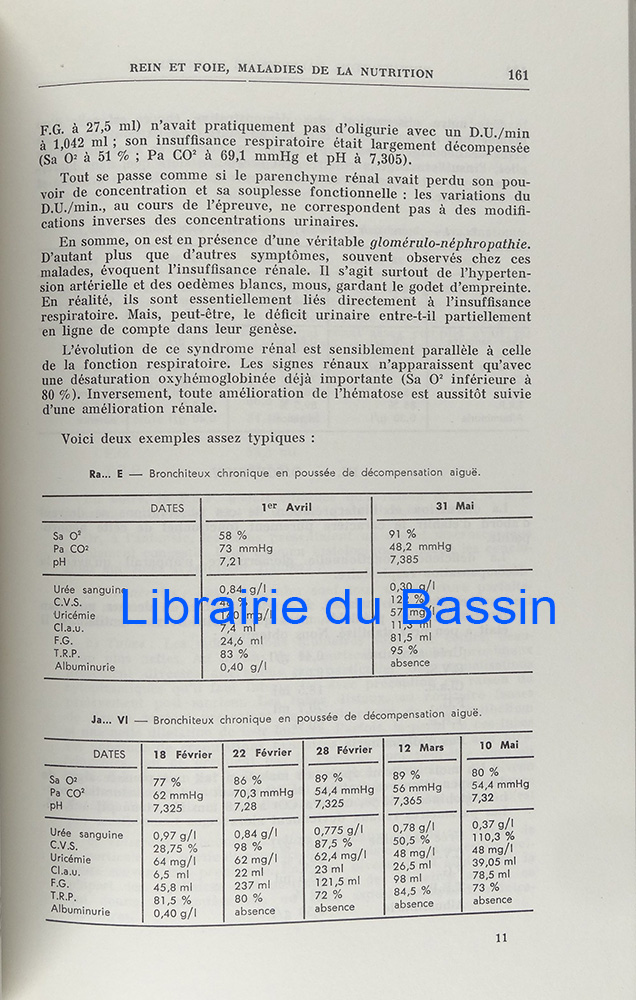 REIN ET FOIE, MALADIES DE LA NUTRITION 161
F.G. à 27,5 ml) n'avait pratiquement pas d'oligurie avec un D.U./min
à 1,042 ml ; son insuffisance respiratoire était largement décompensée
(Sa O² à 51 % ; Pa CO² à 69,1 mmHg et pH à 7,305).
Tout se passe comme si le parenchyme rénal avait perdu son pou-
voir de concentration et sa souplesse fonctionnelle : les variations du
D.U./min., au cours de l'épreuve, ne correspondent pas à des modifi-
cations inverses des concentrations urinaires.
En somme, on est en présence d'une véritable glomérulo-néphropathie.
D'autant plus que d'autres symptômes, souvent observés chez ces
malades, évoquent l'insuffisance rénale. Il s'agit surtout de l'hyperten-
sion artérielle et des oedèmes blancs, mous, gardant le godet d'empreinte.
En réalité, ils sont essentiellement liés directement à l'insuffisance
respiratoire. Mais, peut-être, le déficit urinaire entre-t-il partiellement
en ligne de compte dans leur genèse.
L'évolution de ce syndrome rénal est sensiblement parallèle à celle
de la fonction respiratoire. Les signes rénaux n'apparaissent qu'avec
une désaturation oxyhémoglobinée déjà importante (Sa O² inférieure à
80 %). Inversement, toute amélioration de l'hématose est aussitôt suivie
d'une amélioration rénale.
Voici deux exemples assez typiques :
Ra... E — Bronchiteux chronique en poussée de décompensation aiguë.
DATES 1er Avril 31 Mai
Sa O² 58 % 91 %
Pa CO² 73 mmHg 48,2 mmHg
pH 7,21 7,385
Urée sanguine 0,84 g/l 0,30 g/l
C.V.S. % %
Uricémie mg/l mg/l
Cl.a.u. 7,4 ml 11,3 ml
F.G. 24,6 ml 81,5 ml
T.R.P. 83 % 95 %
Albuminurie 0,40 g/l absence
Librairie du Bassin
Ja... VI — Bronchiteux chronique en poussée de décompensation aiguë.
DATES 18 Février 22 Février 28 Février 12 Mars 10 Mai
Sa O² 77 % 86 % 89 % 89 % 80 %
Pa CO² 62 mmHg 70,3 mmHg 54,4 mmHg 56 mmHg 54,4 mmHg
pH 7,325 7,28 7,325 7,365 7,32
Urée sanguine 0,97 g/l 0,84 g/l 0,775 g/l 0,78 g/l 0,37 g/l
C.V.S. 28,75 % 98 % 87,5 % 50,5 % 110,3 %
Uricémie 64 mg/l 62 mg/l 62,4 mg/l 48 mg/l 48 mg/l
Cl.a.u. 6,5 ml 22 ml 23 ml 26,5 ml 39,05 ml
F.G. 45,8 ml 237 ml 121,5 ml 98 ml 78,5 ml
T.R.P. 81,5 % 80 % 72 % 84,5 % 73 %
Albuminurie 0,40 g/l absence absence absence absence
11